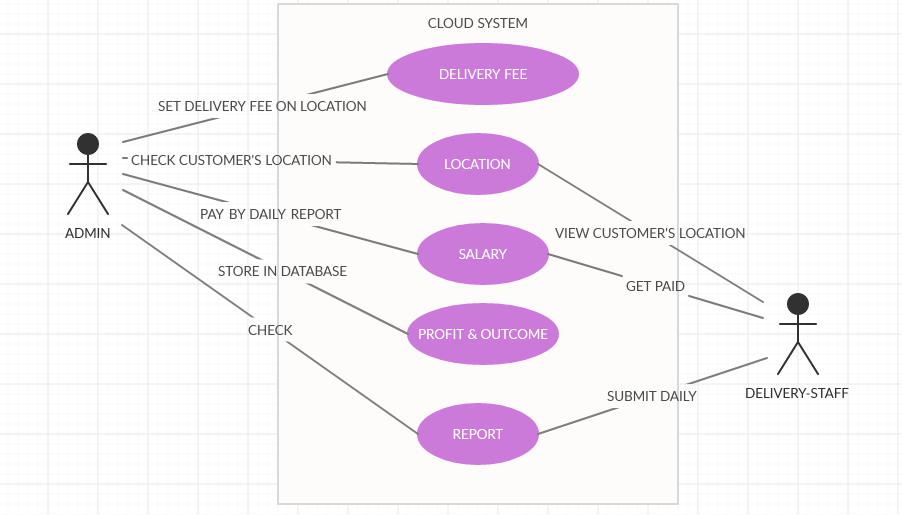 CLOUD SYSTEM
DELIVERY FEE
SET DELIVERY FEE ON LOCATION
CHECK CUSTOMER'S LOCATION
LOCATION
PAY BY DAILY REPORT
ADMIN
VIEW CUSTOMER'S LOCATION
SALARY
STORE IN DATABASE
GET PAID
CHECK
PROFIT & OUTCOME
SUBMIT DAILY
DELIVERY-STAFF
REPORT